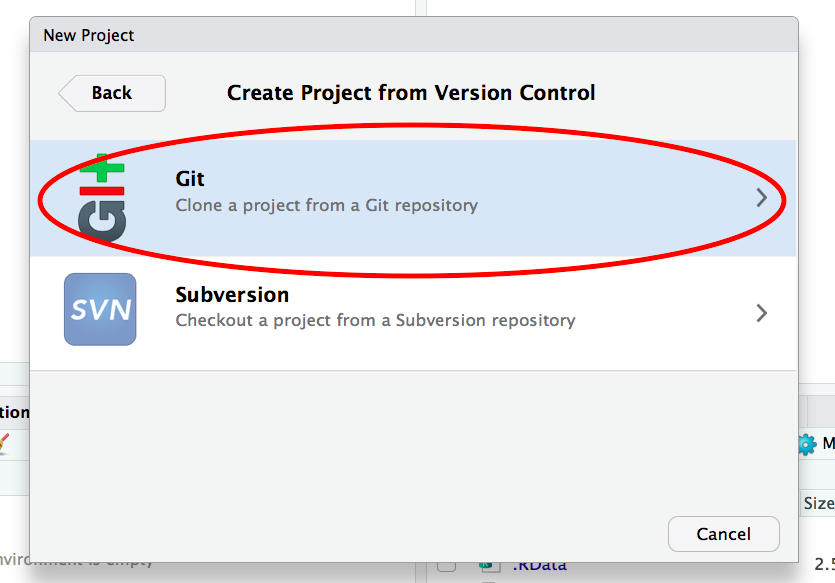 New Project
Back
Create Project from Version Control
Git
Git
Clone a project from a Git repository
SVN
Subversion
Checkout a project from a Subversion repository
tion
M
Size
Cancel
nvironment is empty
.RData
2.5